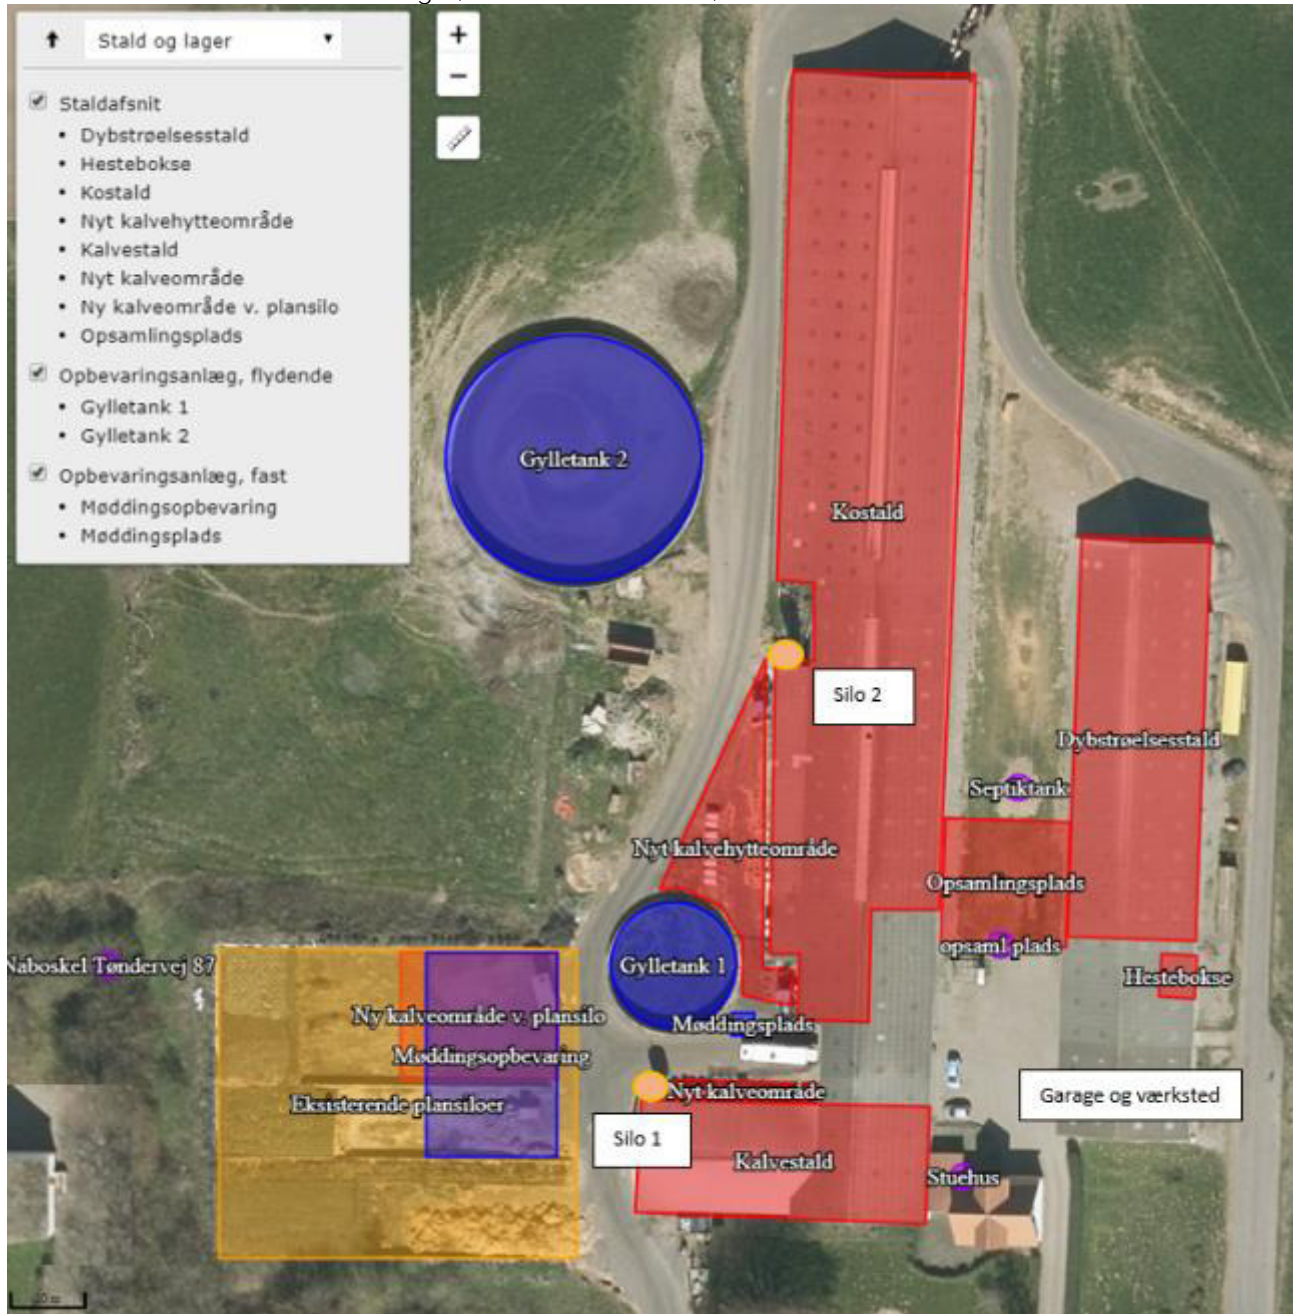 Stald og lager
Staldafsnit
Dybstrøelsesstald
Hestebokse
Kostald
Nyt kalvehytteområde
Kalvestald
Nyt kalveområde
Ny kalveområde v. plansilo
Opsamlingsplads
Opbevaringsanlæg, flydende
Gylletank 1
Gylletank 2
Opbevaringsanlæg, fast
Møddingsopbevaring
Møddingsplads
+
−
Gylletank 2
Kostald
Silo 2
Dybstrøelsesstald
Septiktank
Nyt kalvehytteområde
Opsamlingsplads
opsaml plads
Naboskel Tøndervej 87
Gylletank 1
Hestebokse
Ny kalveområde v. plansilo
Møddingsplads
Møddingsopbevaring
Nyt kalveområde
Garage og værksted
Eksisterende plansiloer
Silo 1
Kalvestald
Stuehus